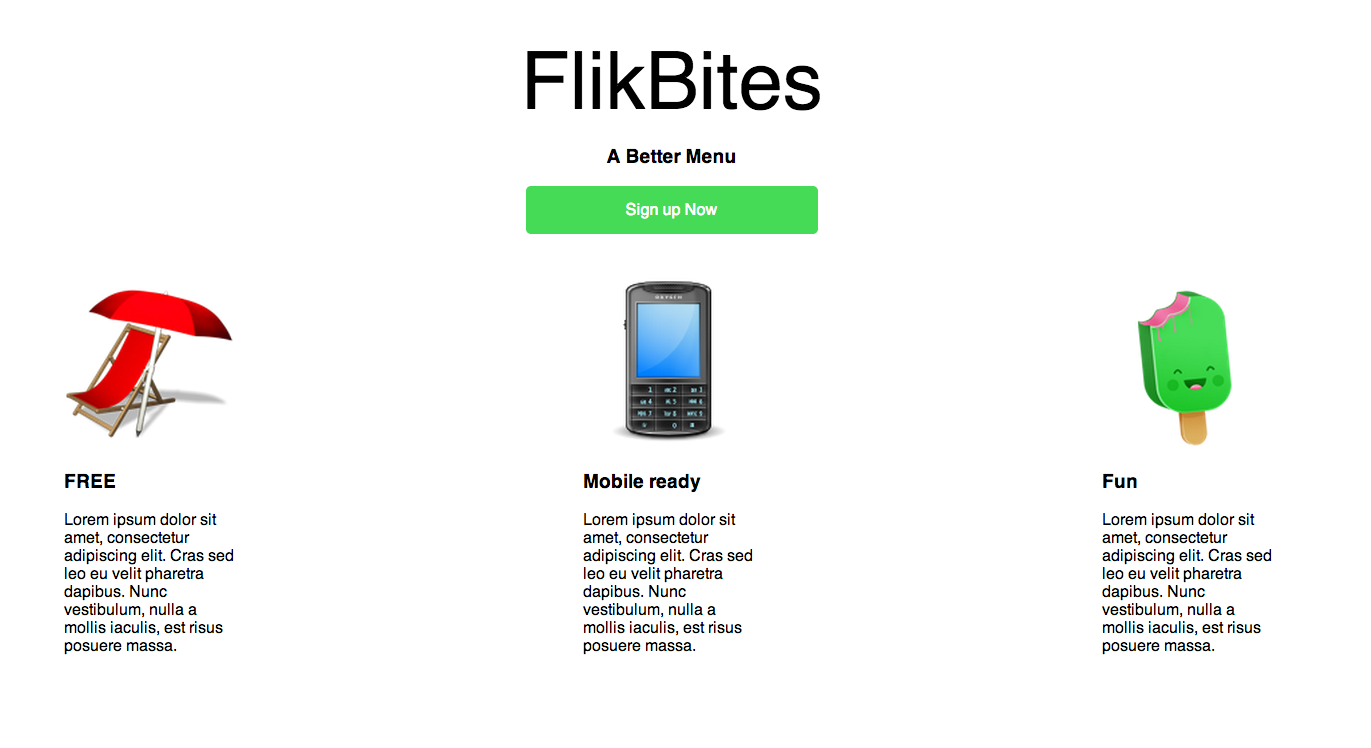 FlikBites
A Better Menu
Sign up Now
OXYGEN
FREE
Lorem ipsum dolor sit
amet, consectetur
adipiscing elit. Cras sed
leo eu velit pharetra
dapibus. Nunc
vestibulum, nulla a
mollis iaculis, est risus
posuere massa.
Mobile ready
Lorem ipsum dolor sit
amet, consectetur
adipiscing elit. Cras sed
leo eu velit pharetra
dapibus. Nunc
vestibulum, nulla a
mollis iaculis, est risus
posuere massa.
Fun
Lorem ipsum dolor sit
amet, consectetur
adipiscing elit. Cras sed
leo eu velit pharetra
dapibus. Nunc
vestibulum, nulla a
mollis iaculis, est risus
posuere massa.